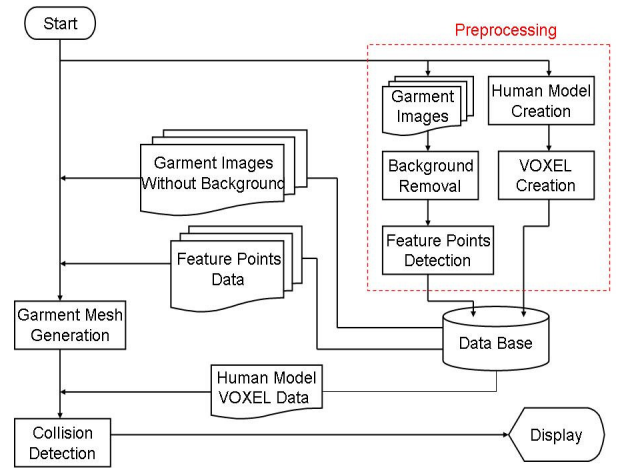 Start
Preprocessing
Garment
Images
Human Model
Creation
Garment Images
Without Background
Background
Removal
VOXEL
Creation
Feature Points
Data
Feature Points
Detection
Garment Mesh
Generation
Data Base
Human Model
VOXEL Data
Collision
Detection
Display